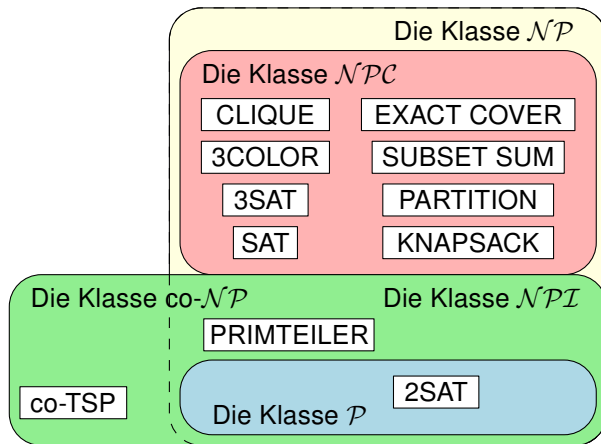 Die Klasse NP
Die Klasse NPC
CLIQUE EXACT COVER
3COLOR SUBSET SUM
3SAT PARTITION
SAT KNAPSACK
Die Klasse co-NP Die Klasse NPI
PRIMTEILER
co-TSP 2SAT
Die Klasse P